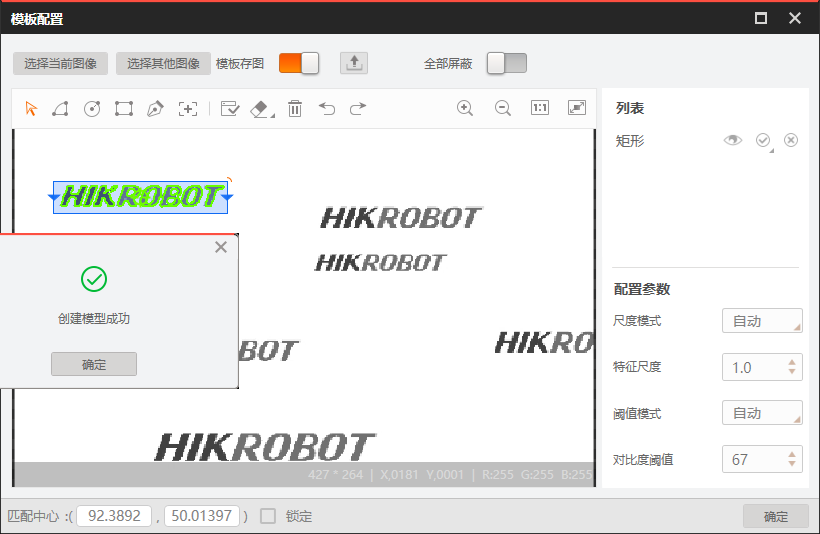 模板配置
选择当前图像 选择其他图像 模板存图 全部屏蔽
1:1
列表
矩形
HIKROBOT
HIKROBOT
HIKROBOT
创建模型成功
确定
BOT
HIKRO
HIKROBOT
427 * 264 | X,0181 Y,0001 | R:255 G:255 B:255
配置参数
尺度模式 自动
特征尺度 1.0
阈值模式 自动
对比度阈值 67
匹配中心 :( 92.3892 , 50.01397 ) 锁定 确定